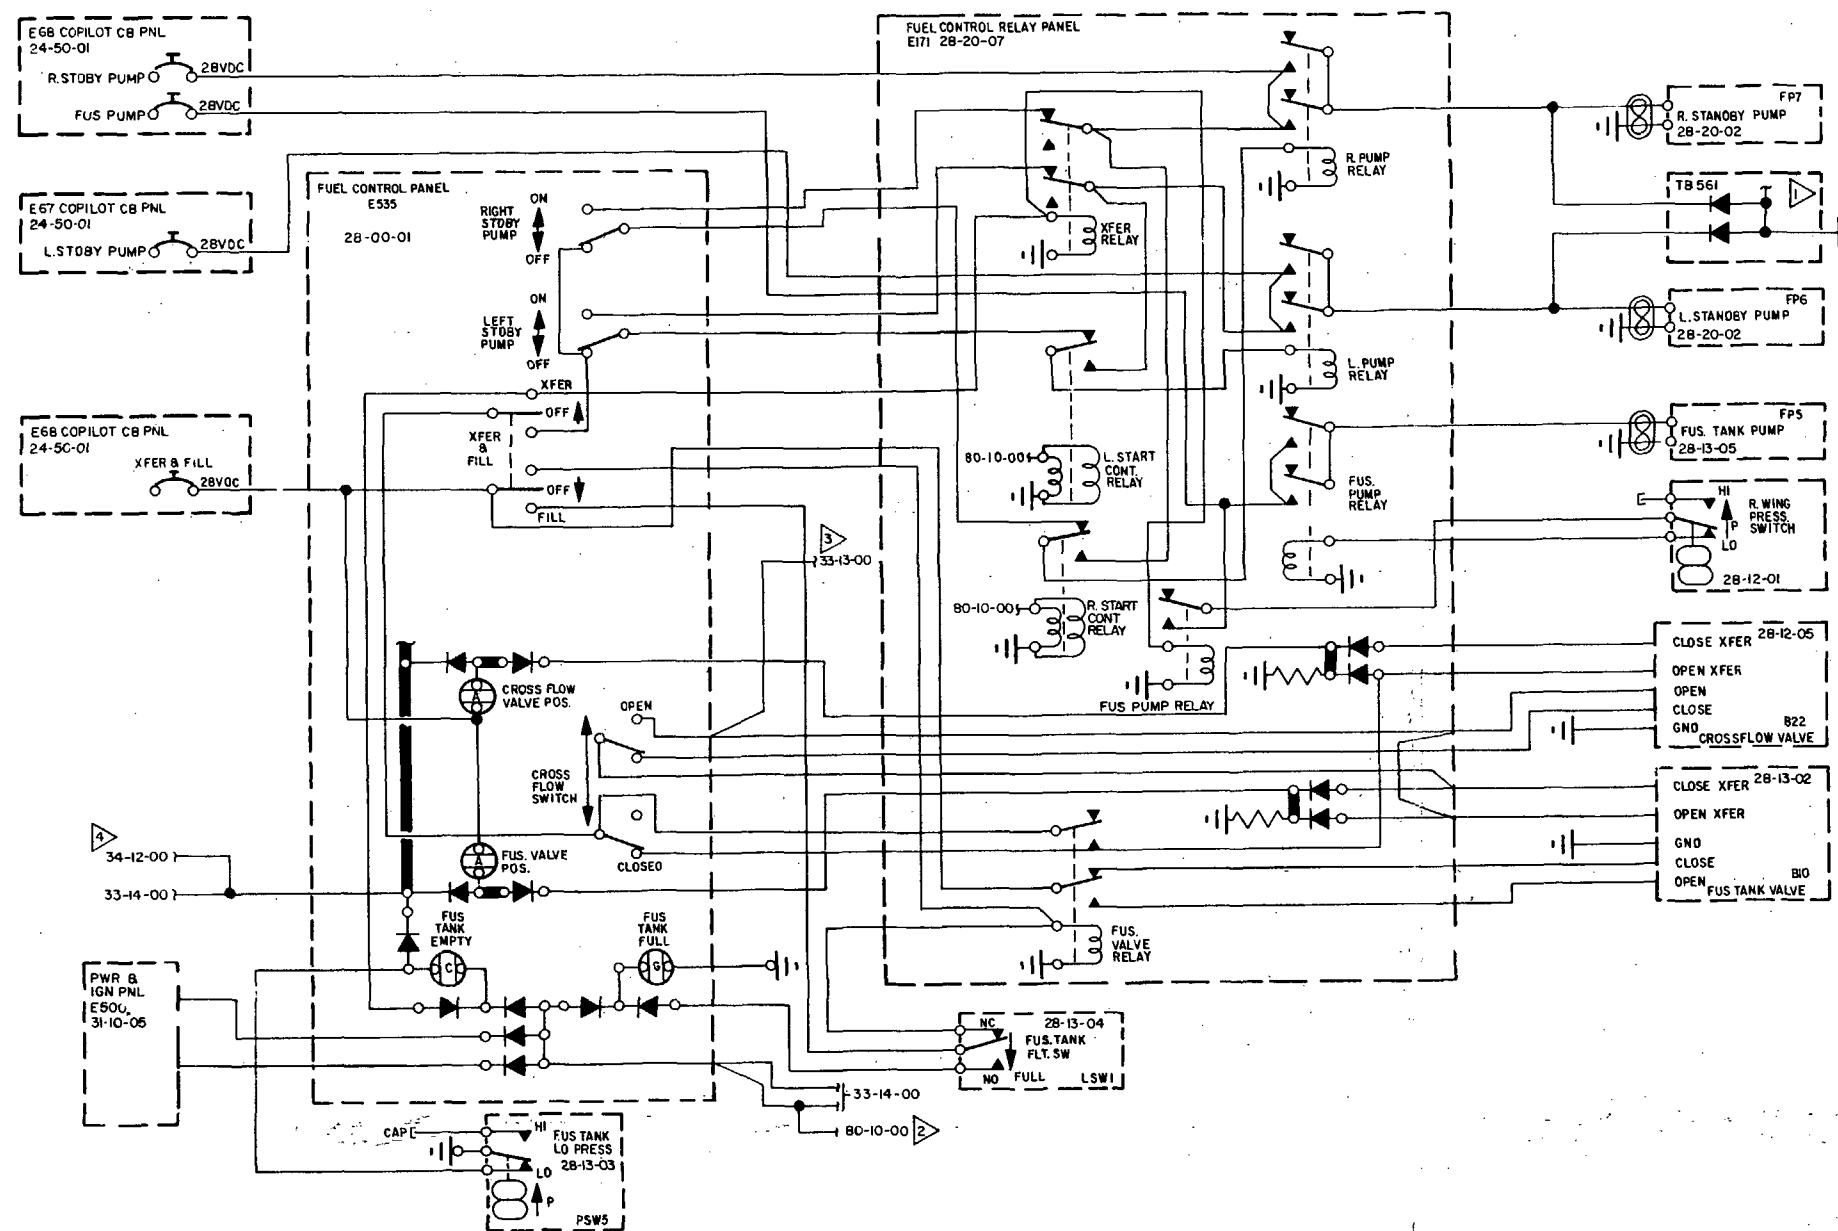 E68 COPILOT CB PNL
24-50-01
R.STDBY PUMP
28VDC
FUS PUMP
28VDC
E67 COPILOT CB PNL
24-50-01
L.STDBY PUMP
28VDC
E68 COPILOT CB PNL
24-50-01
XFER & FILL
28VDC
FUEL CONTROL PANEL
E535
28-00-01
RIGHT
STDBY
PUMP
ON
OFF
LEFT
STDBY
PUMP
ON
OFF
XFER
OFF
XFER
&
FILL
OFF
FILL
3
33-13-00
CROSS FLOW
VALVE POS.
A
OPEN
CROSS
FLOW
SWITCH
CLOSED
A
FUS. VALVE
POS.
4
34-12-00
33-14-00
FUS
TANK
EMPTY
C
FUS
TANK
FULL
G
PWR &
IGN PNL
E500
31-10-05
33-14-00
80-10-00
2
CAP
HI
FUS TANK
LO PRESS
28-13-03
LO
P
PSW5
FUEL CONTROL RELAY PANEL
E171 28-20-07
R.PUMP
RELAY
XFER
RELAY
L.PUMP
RELAY
80-10-00
L.START
CONT.
RELAY
FUS.
PUMP
RELAY
80-10-00
R.START
CONT
RELAY
FUS PUMP RELAY
FUS.
VALVE
RELAY
NC
28-13-04
FUS.TANK
FLT. SW
NO
FULL
LSW1
FP7
R. STANDBY PUMP
28-20-02
TB 561
1
FP6
L. STANDBY PUMP
28-20-02
FP5
FUS. TANK PUMP
28-13-05
HI
R.WING
PRESS.
SWITCH
P
LO
28-12-01
CLOSE XFER 28-12-05
OPEN XFER
OPEN
CLOSE
GND
B22
CROSSFLOW VALVE
CLOSE XFER 28-13-02
OPEN XFER
GND
CLOSE
OPEN
B10
FUS TANK VALVE